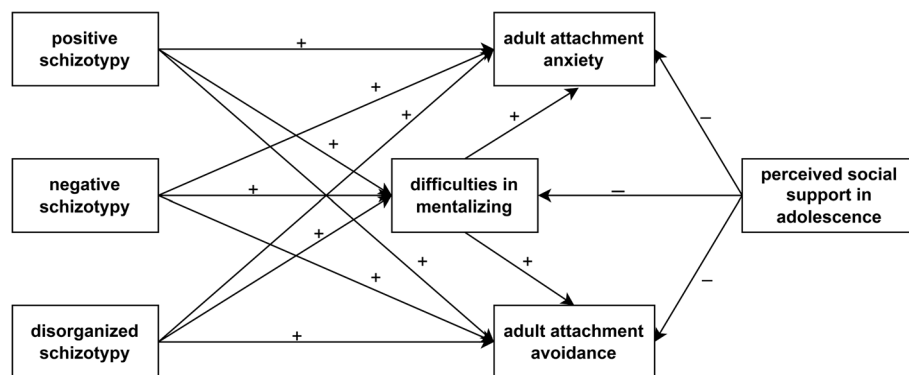 positive
schizotypy
+
adult attachment
anxiety
+
+
+
−
+
negative
schizotypy
+
difficulties in
mentalizing
−
perceived social
support in
adolescence
+
+
+
+
−
disorganized
schizotypy
+
adult attachment
avoidance